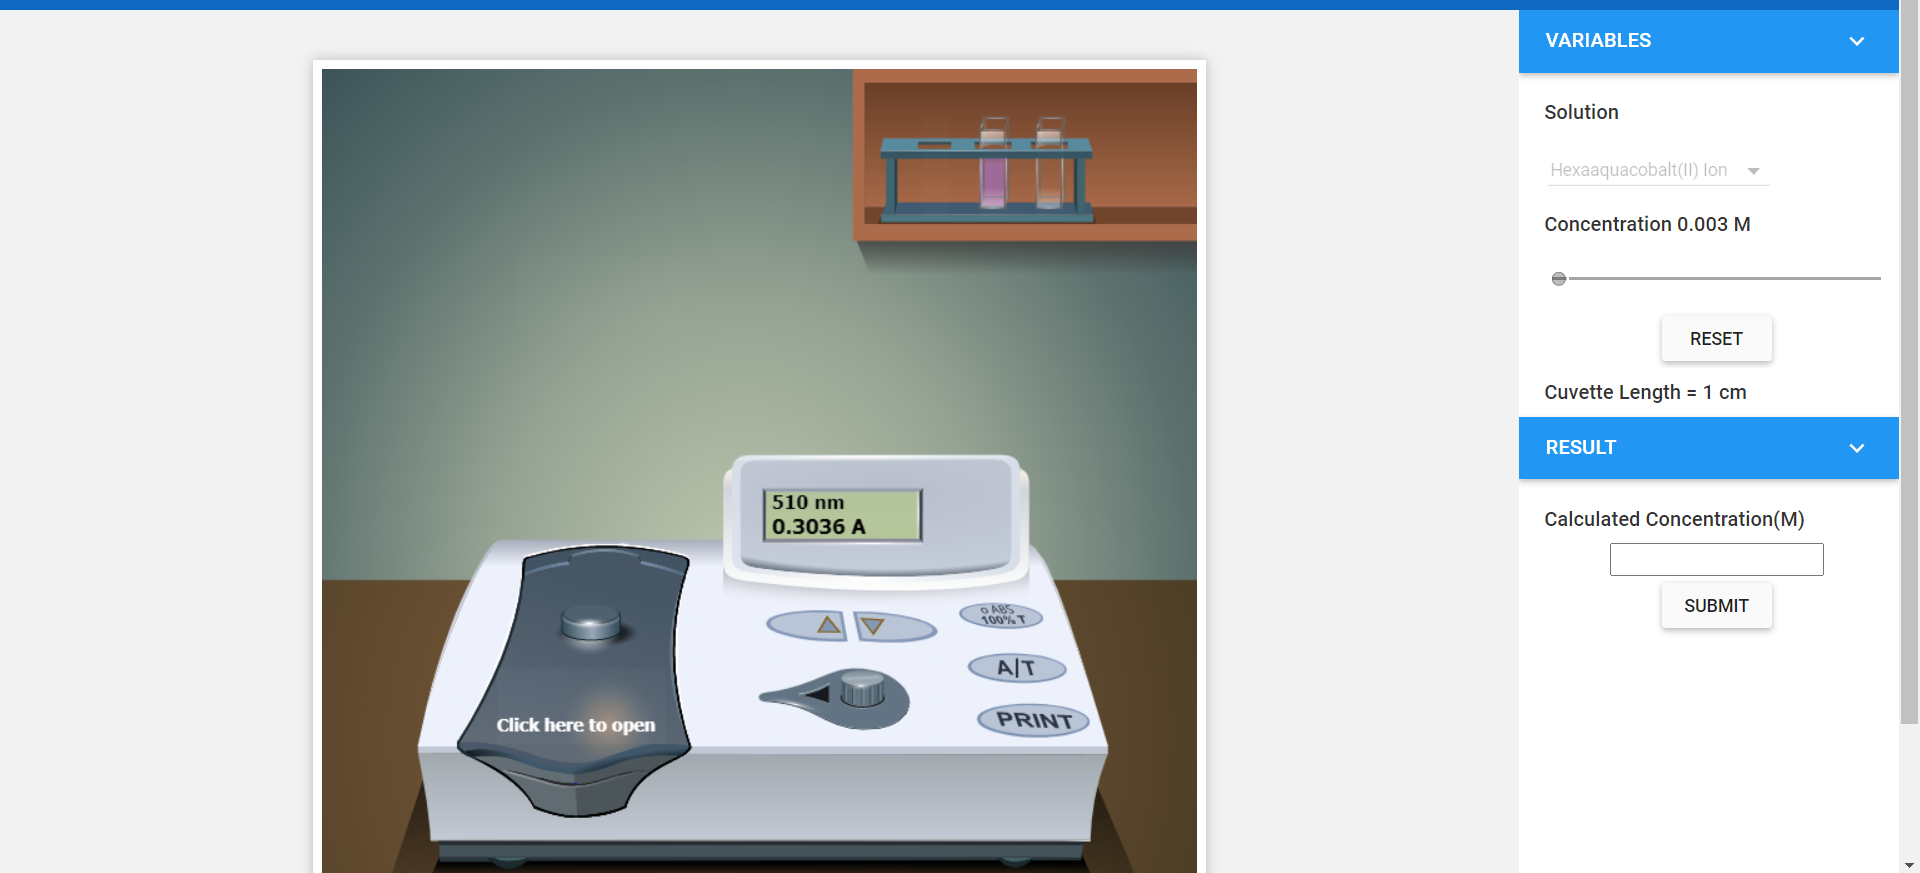 VARIABLES
Solution
Hexaaquacobalt(II) Ion
Concentration 0.003 M
RESET
Cuvette Length = 1 cm
RESULT
Calculated Concentration(M)
SUBMIT
510 nm
0.3036 A
o ABS
100% T
A|T
PRINT
Click here to open